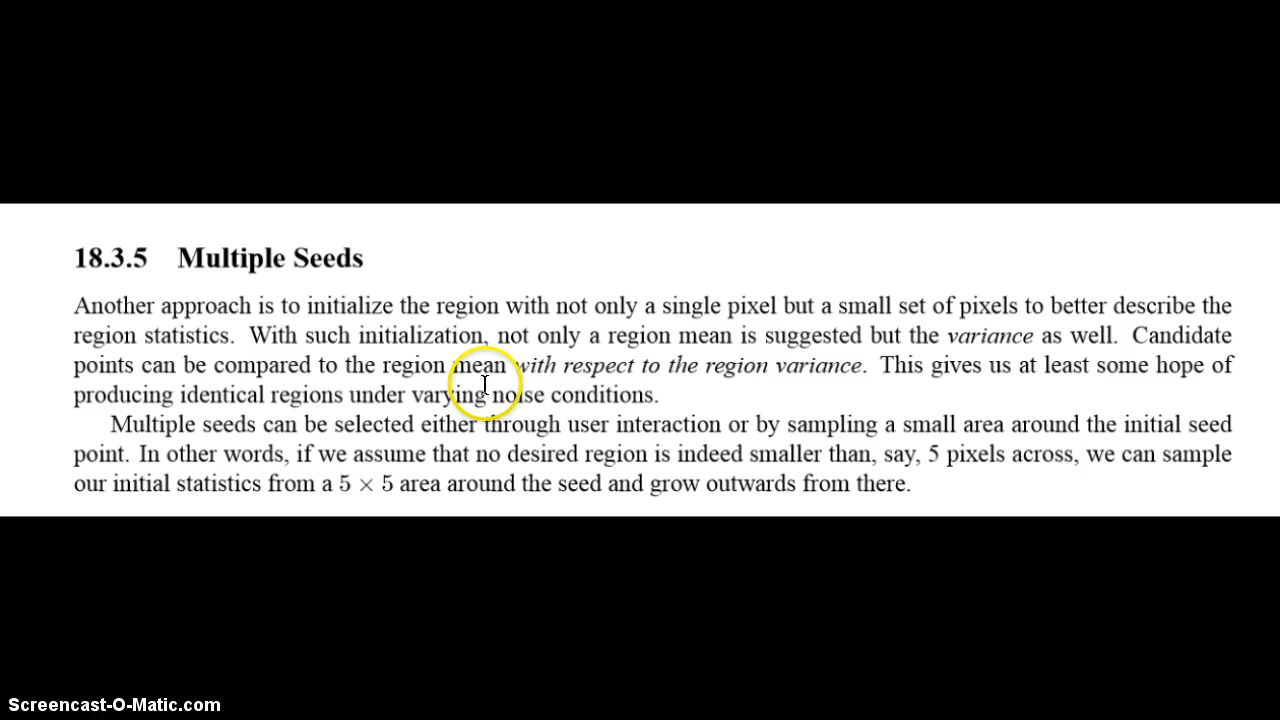 18.3.5 Multiple Seeds
Another approach is to initialize the region with not only a single pixel but a small set of pixels to better describe the
region statistics. With such initialization, not only a region mean is suggested but the variance as well. Candidate
points can be compared to the region mean with respect to the region variance. This gives us at least some hope of
producing identical regions under varying noise conditions.
Multiple seeds can be selected either through user interaction or by sampling a small area around the initial seed
point. In other words, if we assume that no desired region is indeed smaller than, say, 5 pixels across, we can sample
our initial statistics from a 5 × 5 area around the seed and grow outwards from there.
Screencast-O-Matic.com